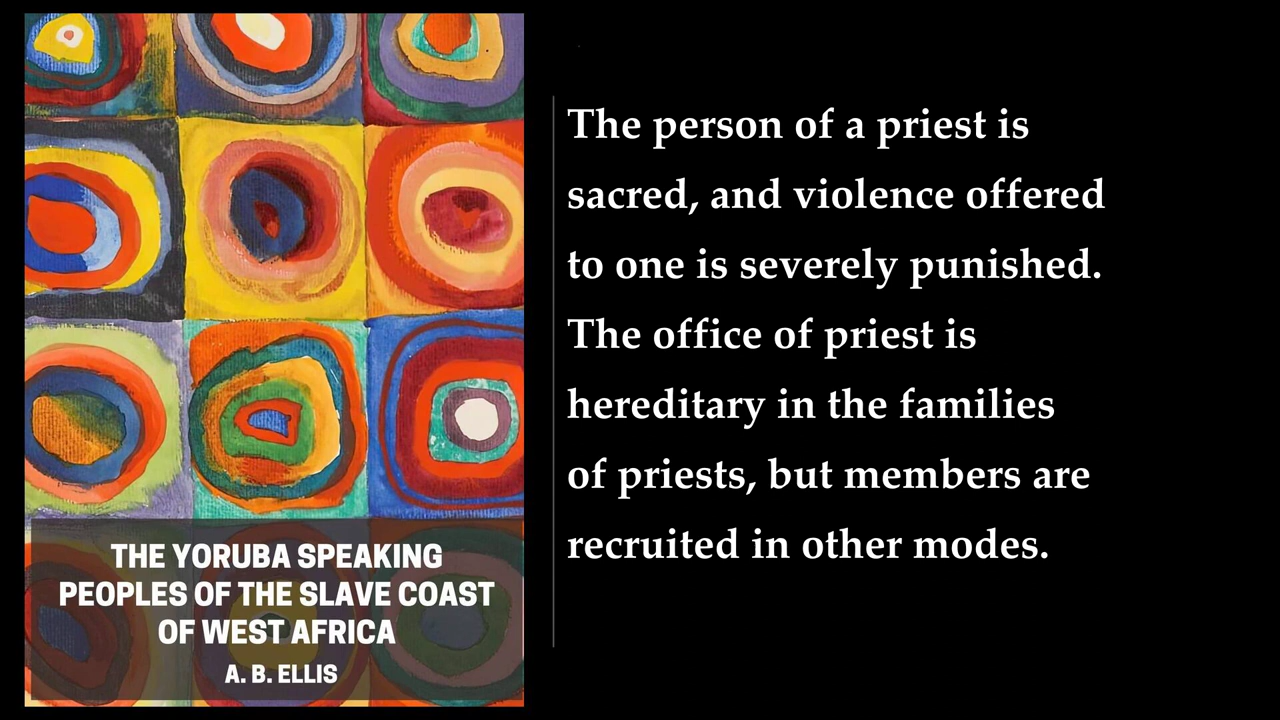 THE YORUBA SPEAKING
PEOPLES OF THE SLAVE COAST
OF WEST AFRICA
A. B. ELLIS
The person of a priest is
sacred, and violence offered
to one is severely punished.
The office of priest is
hereditary in the families
of priests, but members are
recruited in other modes.